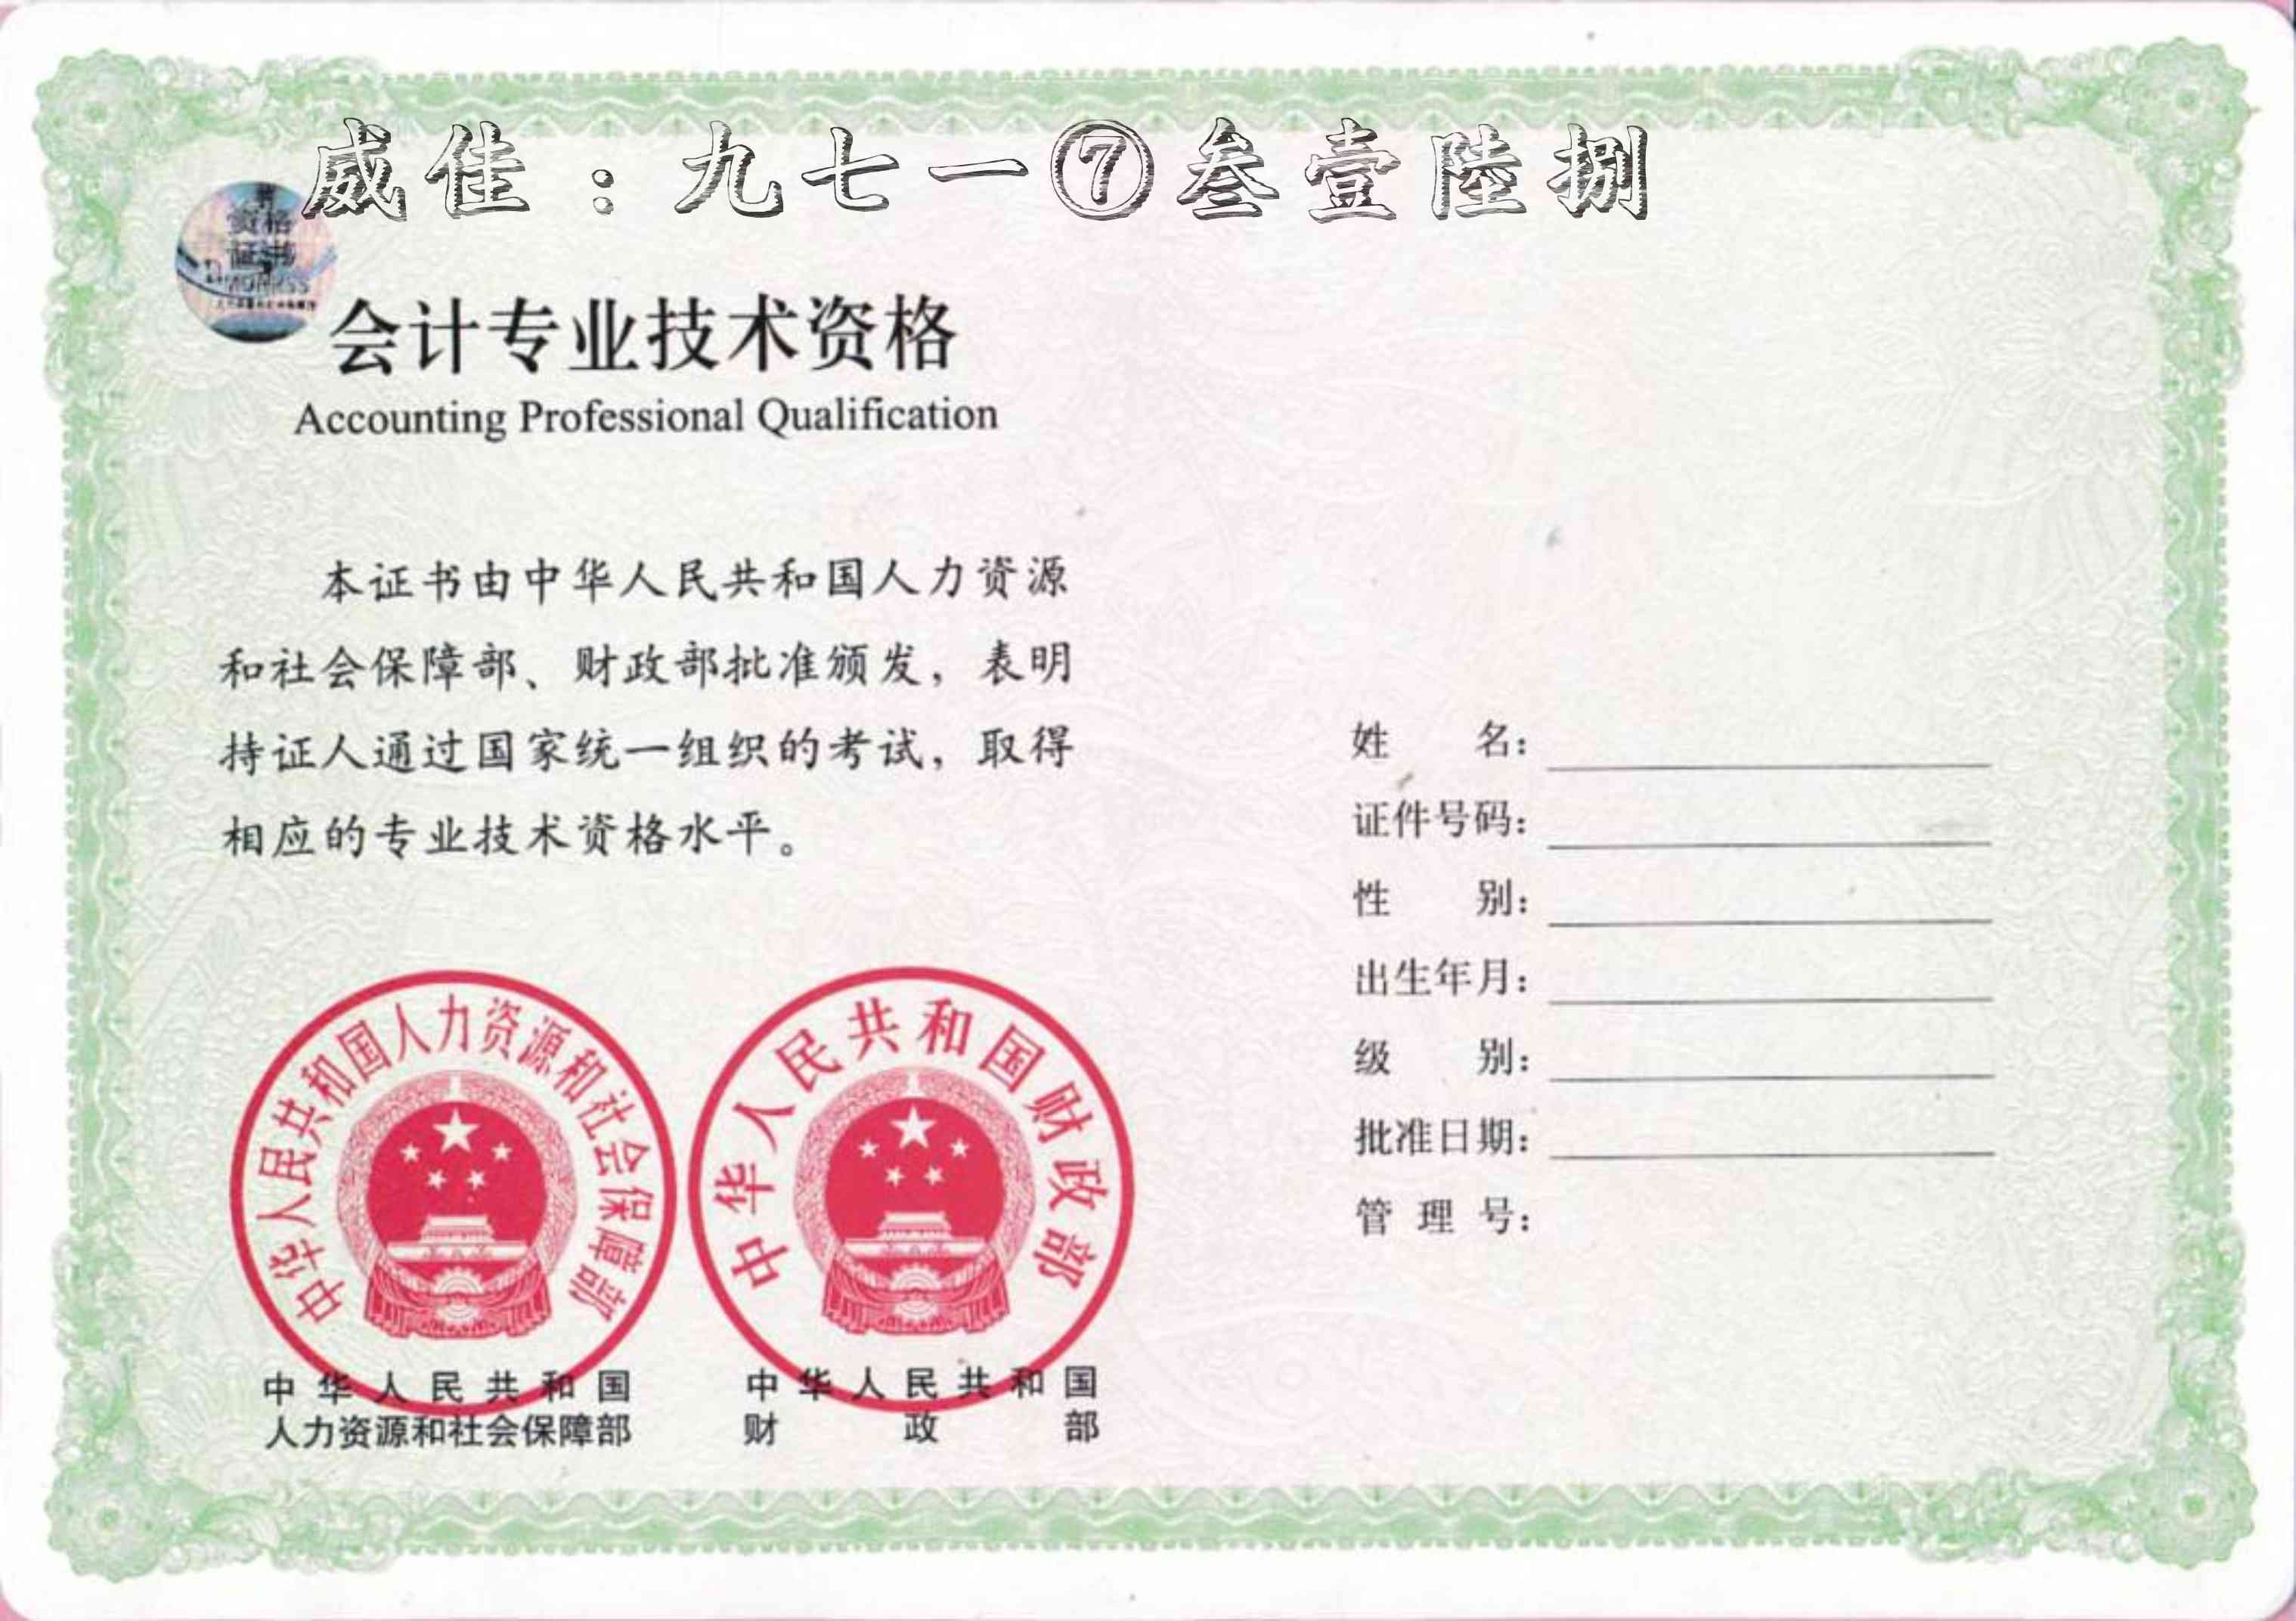 威佳：九七一⑦叁壹陸捌
资格
证书
会计专业技术资格
Accounting Professional Qualification
本证书由中华人民共和国人力资源
和社会保障部、财政部批准颁发，表明
持证人通过国家统一组织的考试，取得
相应的专业技术资格水平。
中华人民共和国人力资源和社会保障部
中华人民共和国财政部
中华人民共和国
人力资源和社会保障部
中华人民共和国
财政部
姓名：
证件号码：
性别：
出生年月：
级别：
批准日期：
管理号：